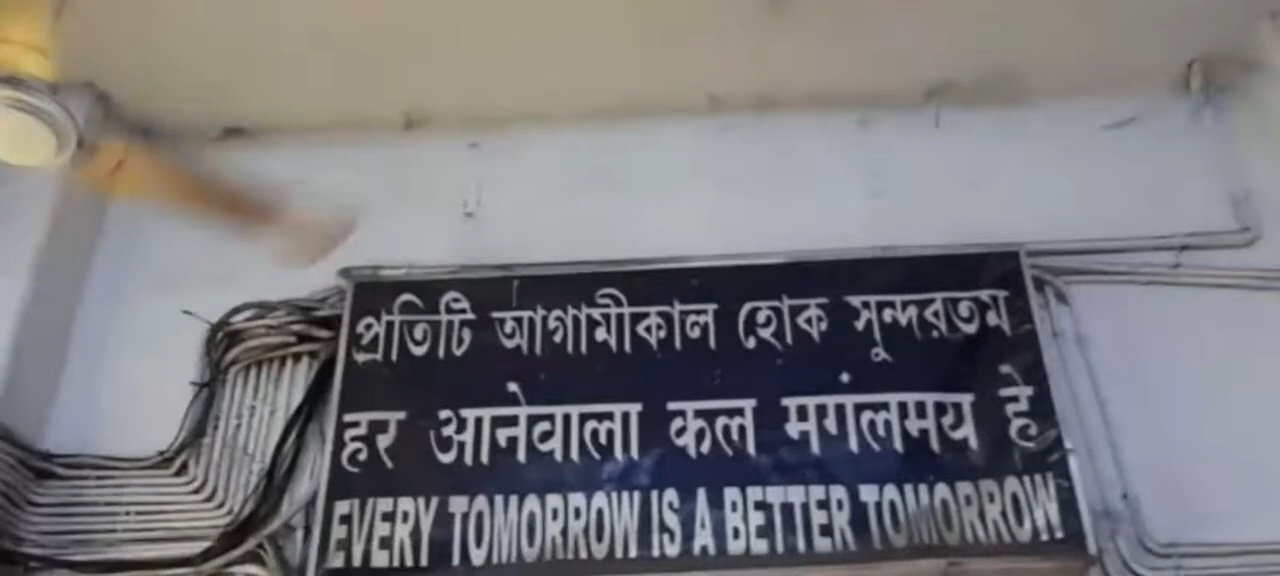 প্রতিটি আগামীকাল হোক সুন্দরতম
हर आनेवाला कल मगंलमय हे
EVERY TOMORROW IS A BETTER TOMORROW